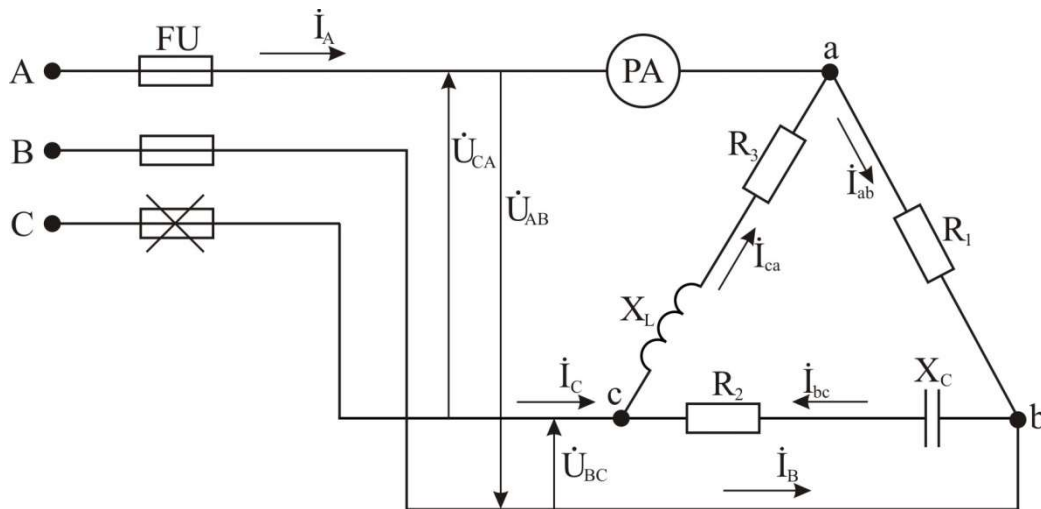 FU
İ_A
A
PA
a
B
U̇_CA
R_3
İ_ab
C
U̇_AB
R_1
İ_ca
X_L
İ_C
c
R_2
İ_bc
X_C
b
U̇_BC
İ_B